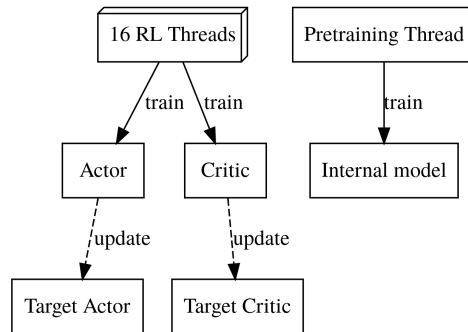 16 RL Threads
Pretraining Thread
train
train
train
Actor
Critic
Internal model
update
update
Target Actor
Target Critic